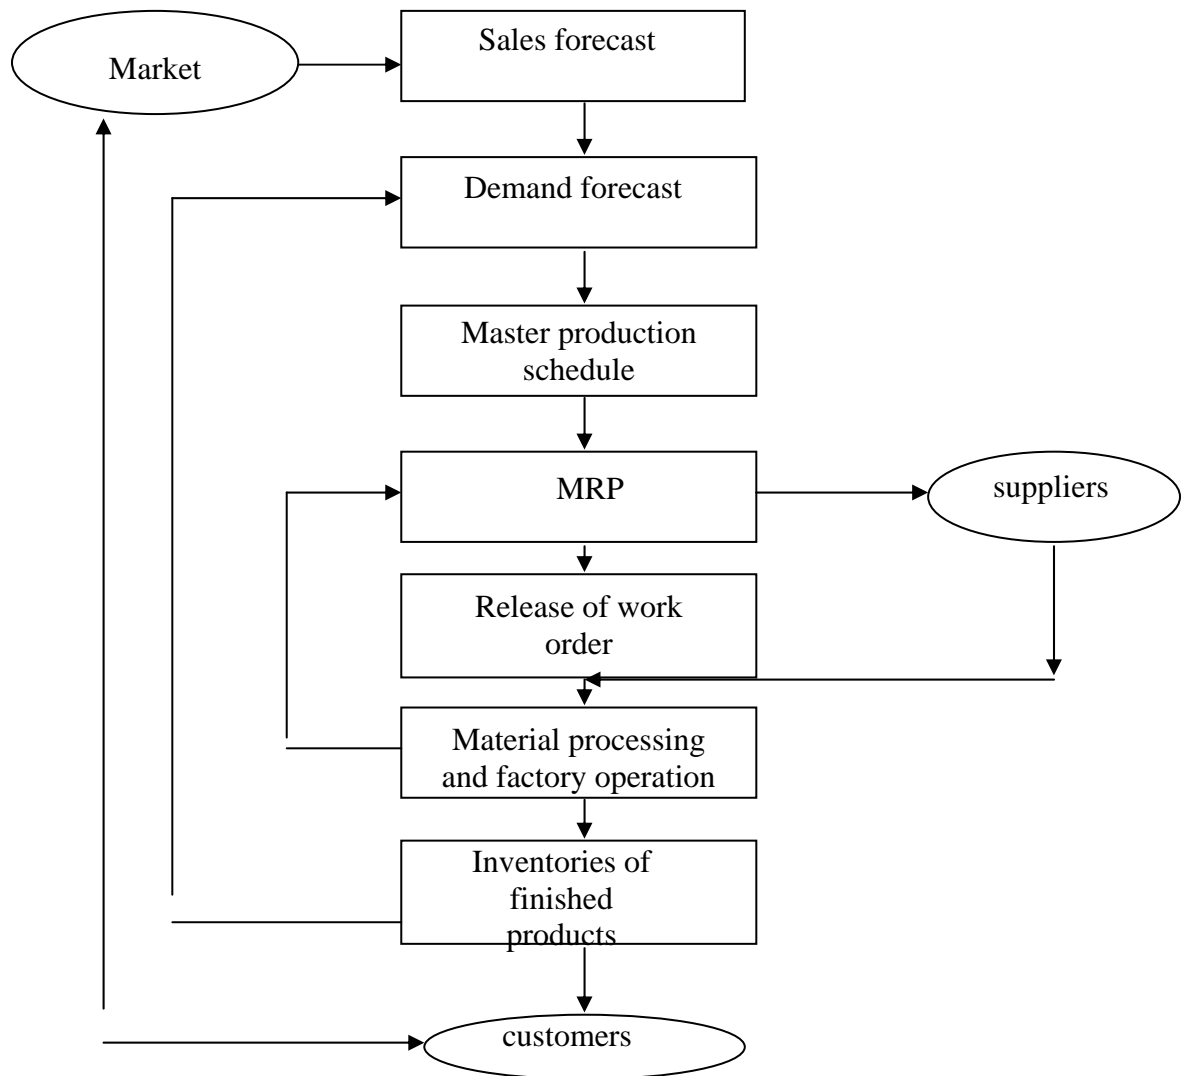 Market
Sales forecast
Demand forecast
Master production
schedule
MRP
suppliers
Release of work
order
Material processing
and factory operation
Inventories of
finished
products
customers